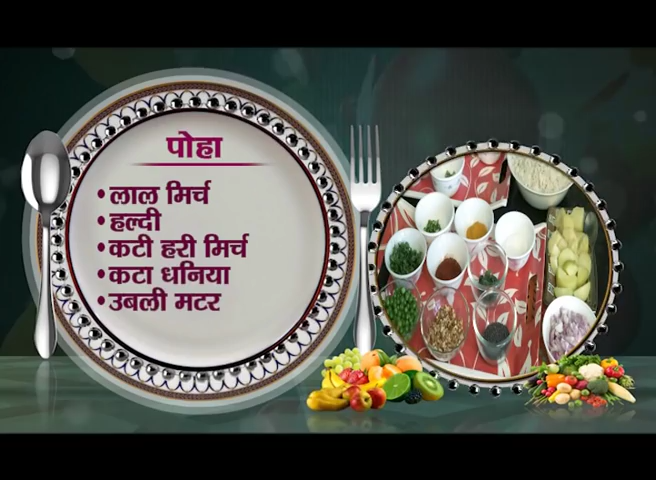 पोहा
•लाल मिर्च
•हल्दी
•कटी हरी मिर्च
•कटा धनिया
•उबली मटर